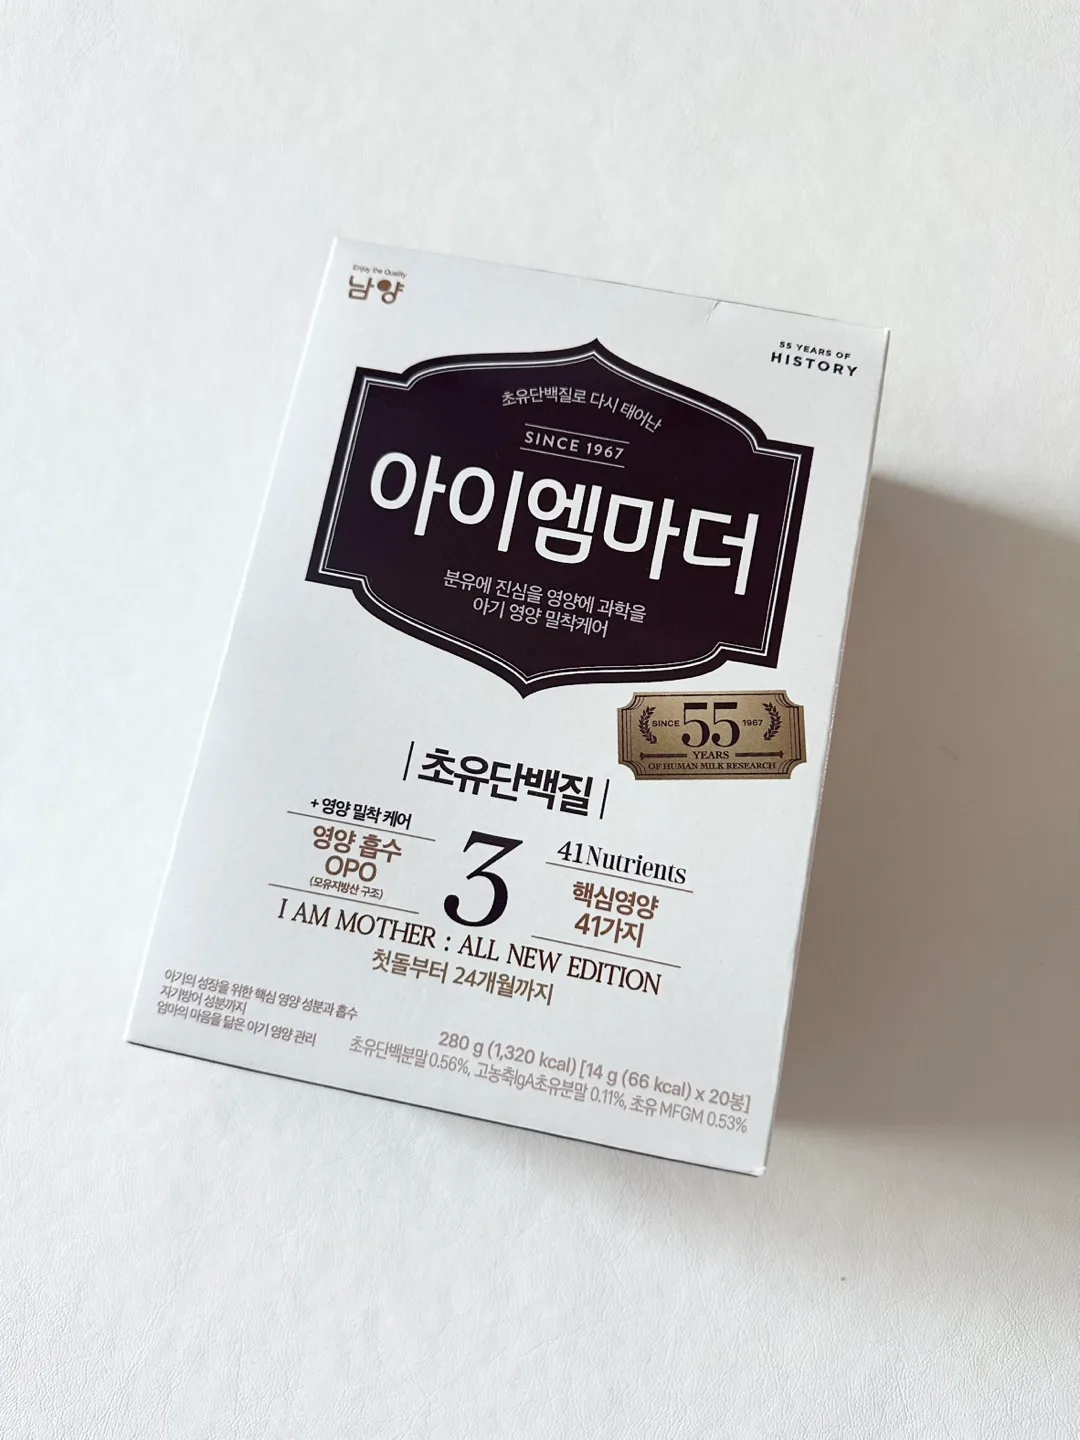 Enjoy the Quality
남양
55 YEARS OF
HISTORY
초유단백질로 다시 태어난
SINCE 1967
아이엠마더
분유에 진심을 영양에 과학을
아기 영양 밀착케어
SINCE 55 1967
YEARS
OF HUMAN MILK RESEARCH
초유단백질
+ 영양 밀착 케어
영양 흡수
OPO
(모유지방산 구조)
3
41Nutrients
핵심영양
41가지
I AM MOTHER : ALL NEW EDITION
첫돌부터 24개월까지
아기의 성장을 위한 핵심 영양 성분과 흡수
자기방어 성분까지
엄마의 마음을 닮은 아기 영양 관리
280 g (1,320 kcal) [14 g (66 kcal) x 20봉]
초유단백분말 0.56%, 고농축IgA초유분말 0.11%, 초유 MFGM 0.53%